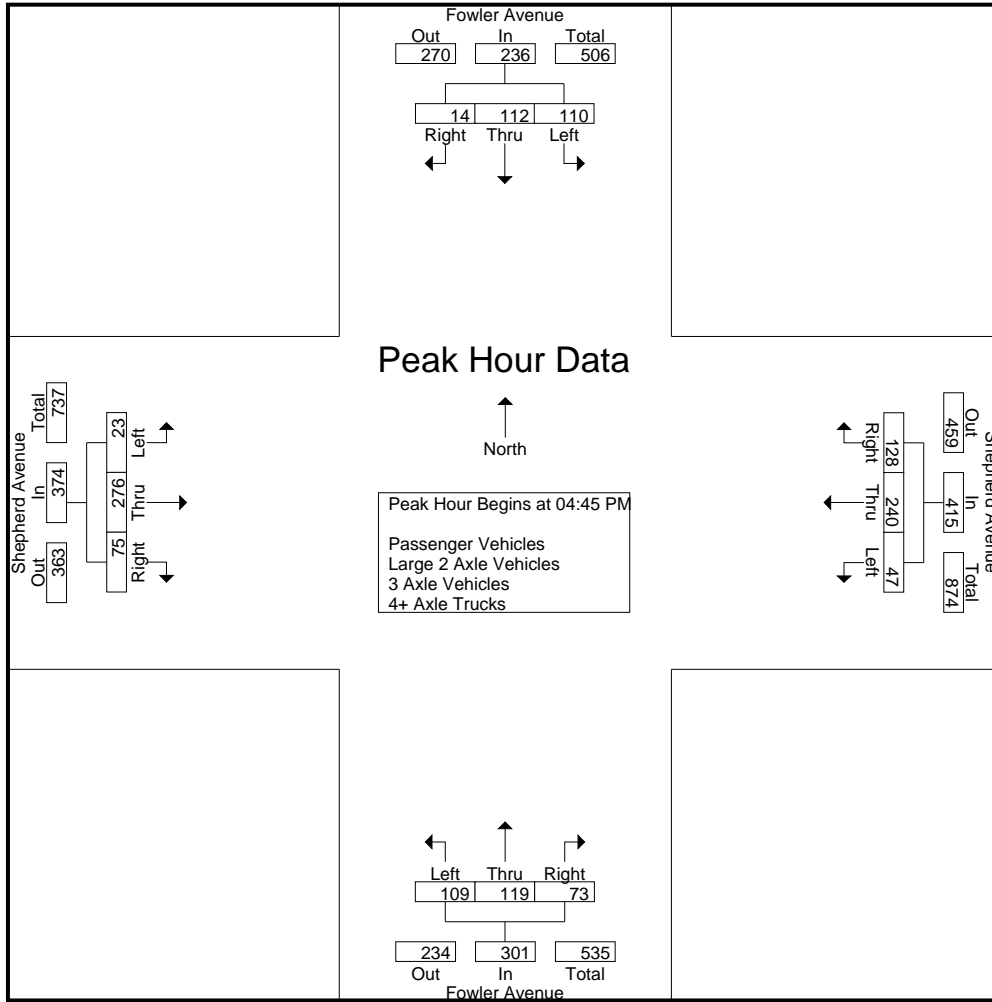 Fowler Avenue
Out In Total
270 236 506
14 112 110
Right Thru Left
Peak Hour Data
North
Peak Hour Begins at 04:45 PM
Passenger Vehicles
Large 2 Axle Vehicles
3 Axle Vehicles
4+ Axle Trucks
Shepherd Avenue
Out In Total
363 374 737
75 276 23
Right Thru Left
Shepherd Avenue
Out In Total
459 415 874
128 240 47
Right Thru Left
Left Thru Right
109 119 73
234 301 535
Out In Total
Fowler Avenue